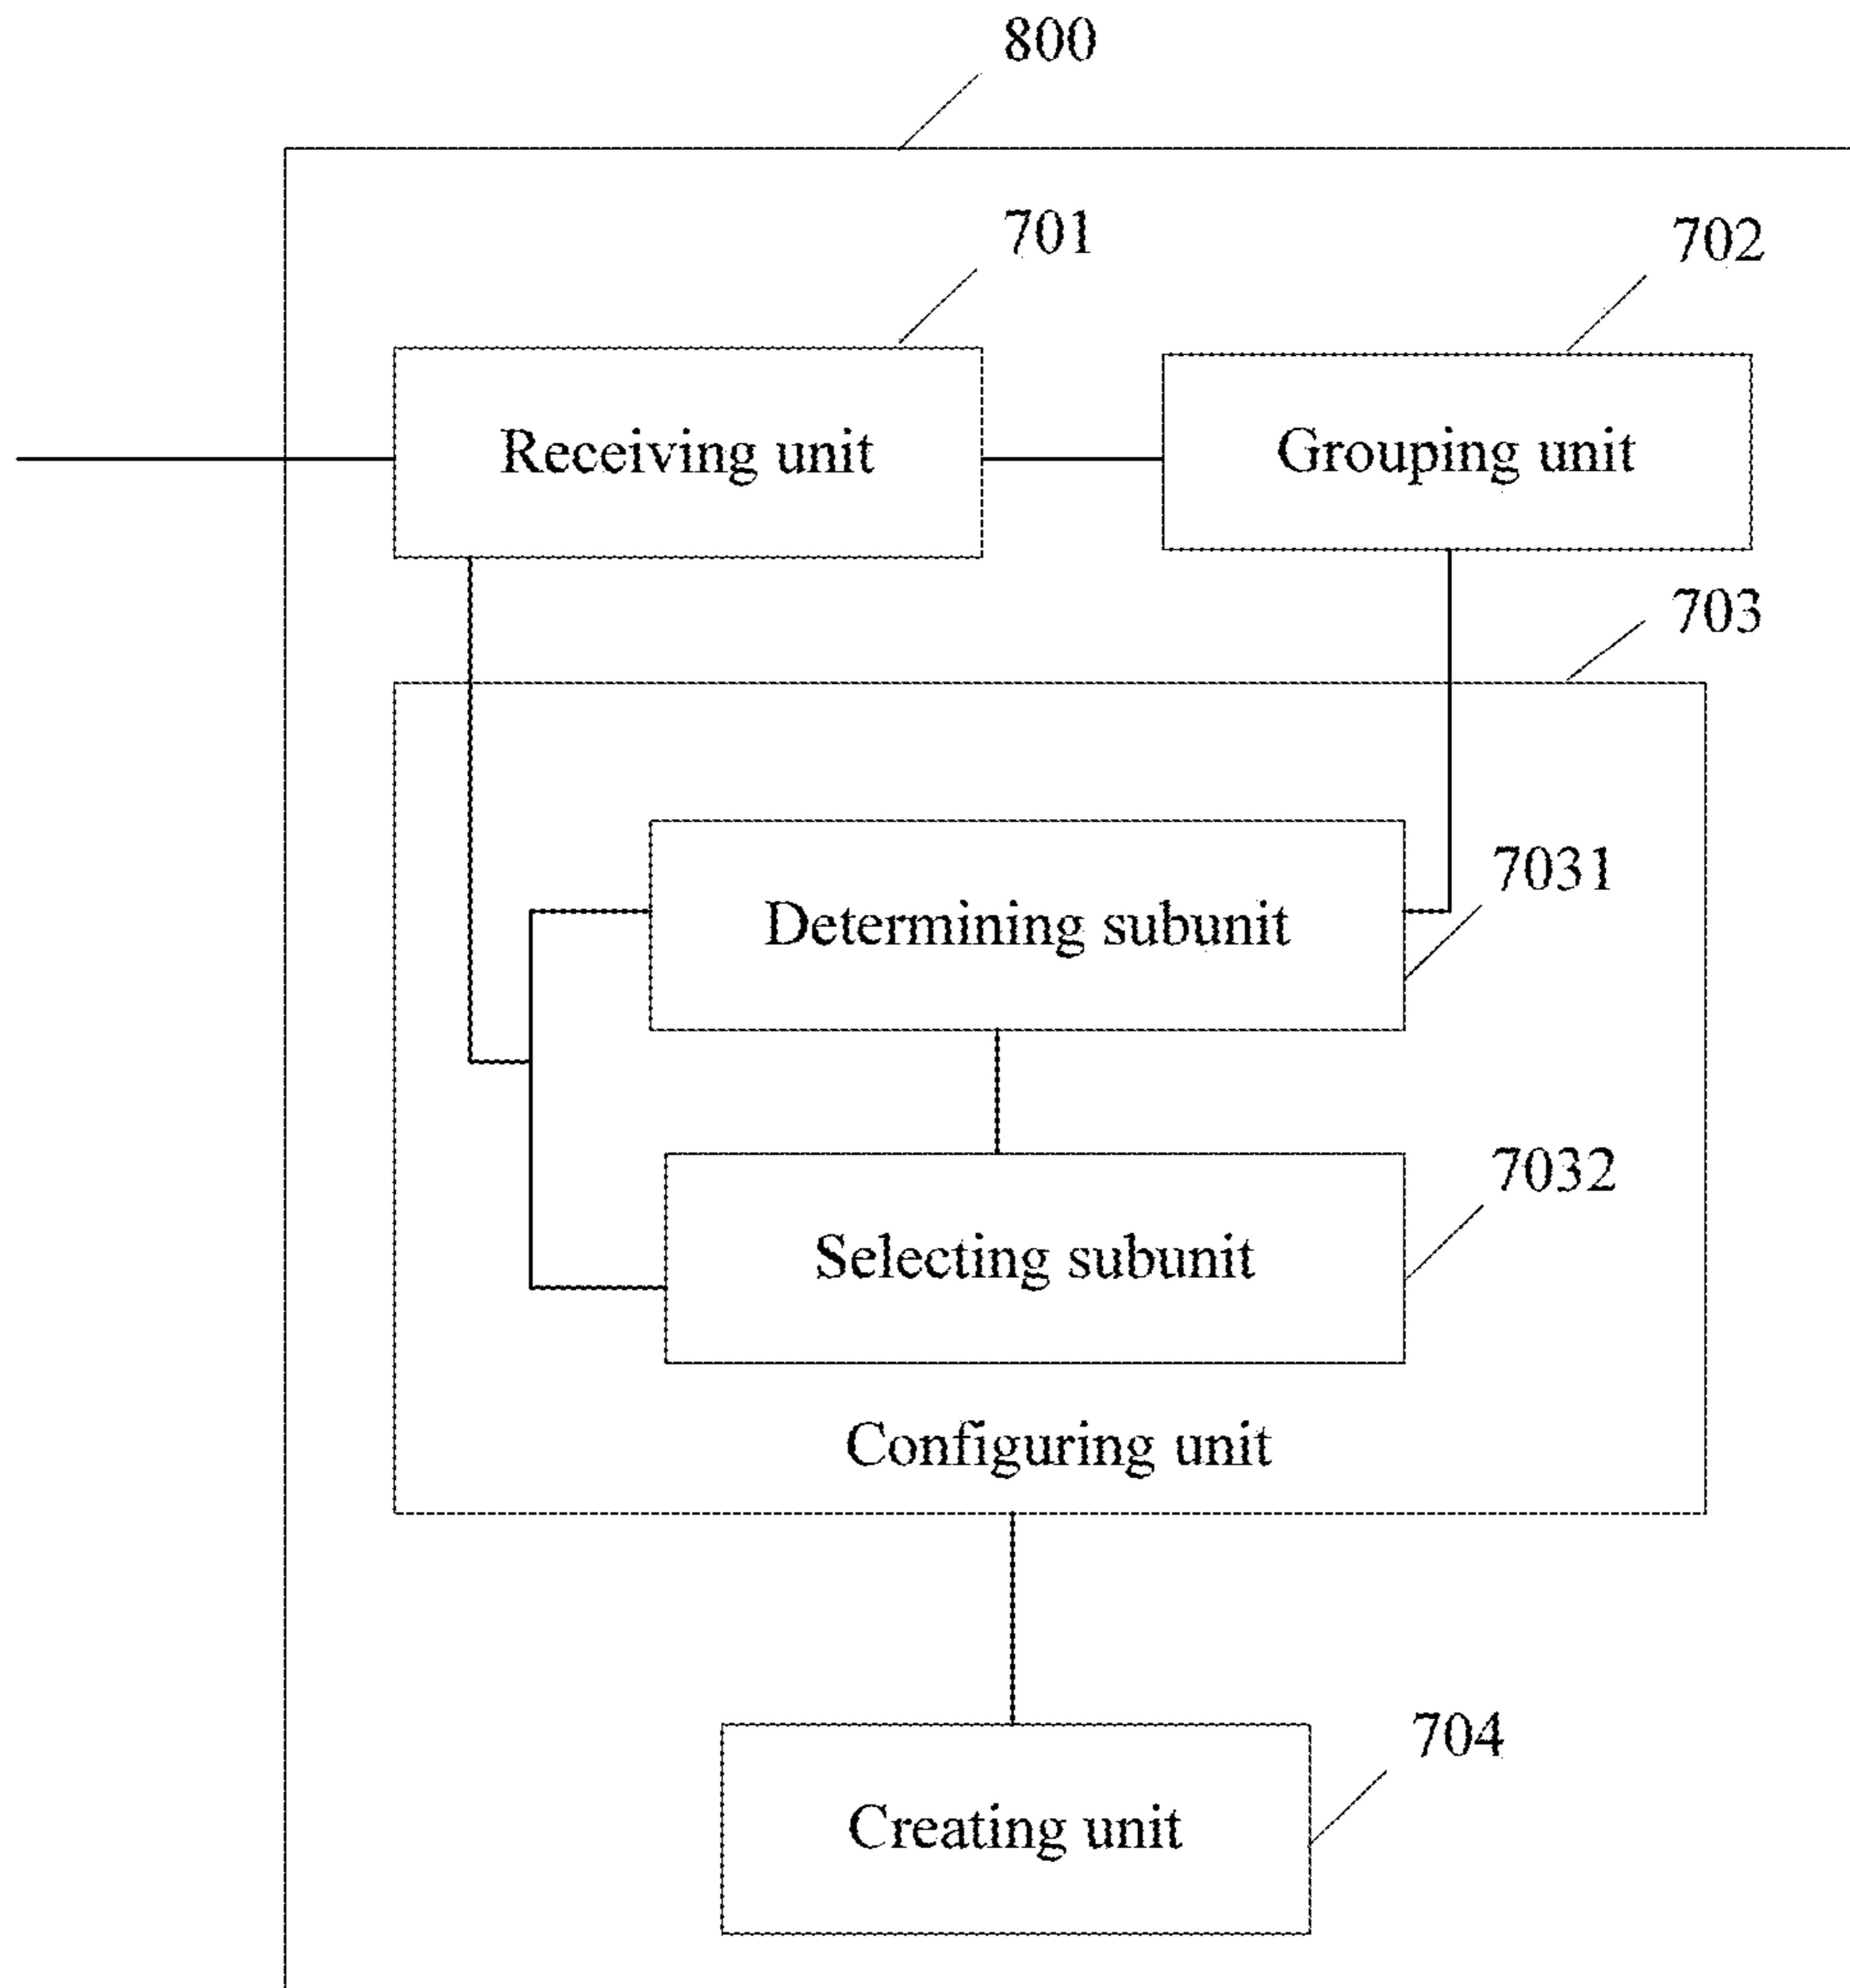 800
701
702
Receiving unit
Grouping unit
703
7031
Determining subunit
7032
Selecting subunit
Configuring unit
704
Creating unit